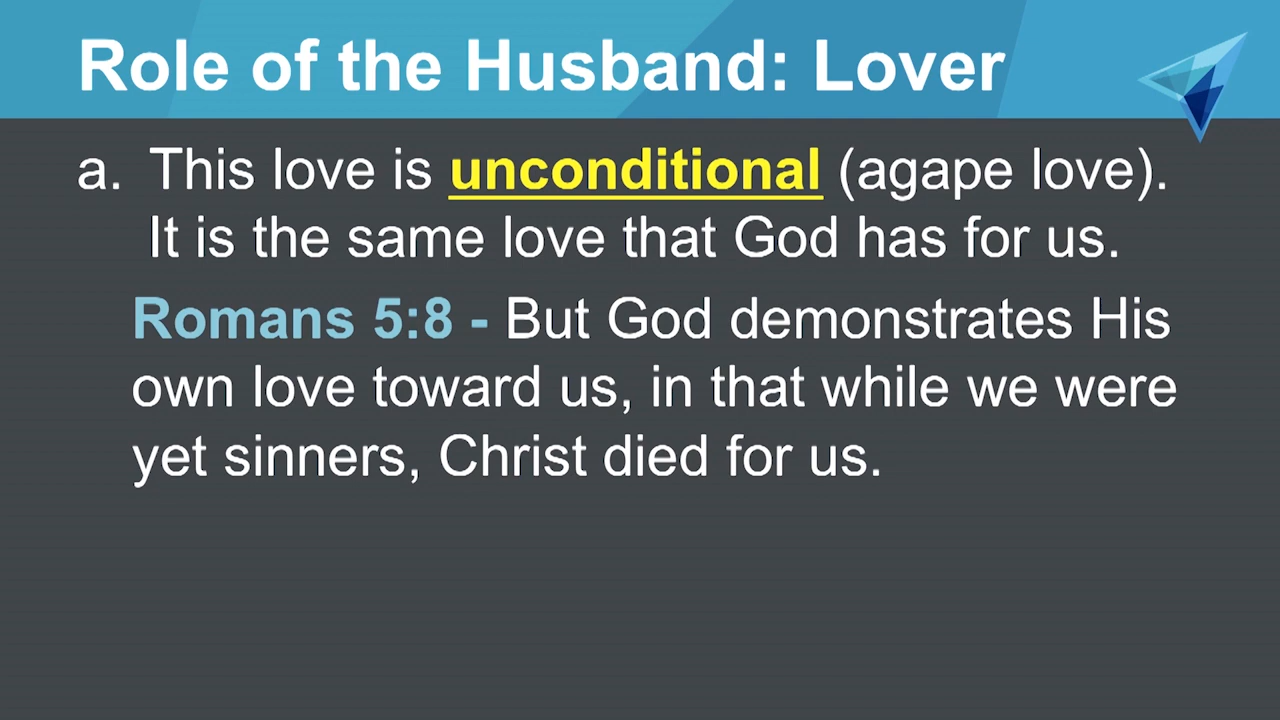 Role of the Husband: Lover
a. This love is unconditional (agape love).
It is the same love that God has for us.
Romans 5:8 - But God demonstrates His
own love toward us, in that while we were
yet sinners, Christ died for us.